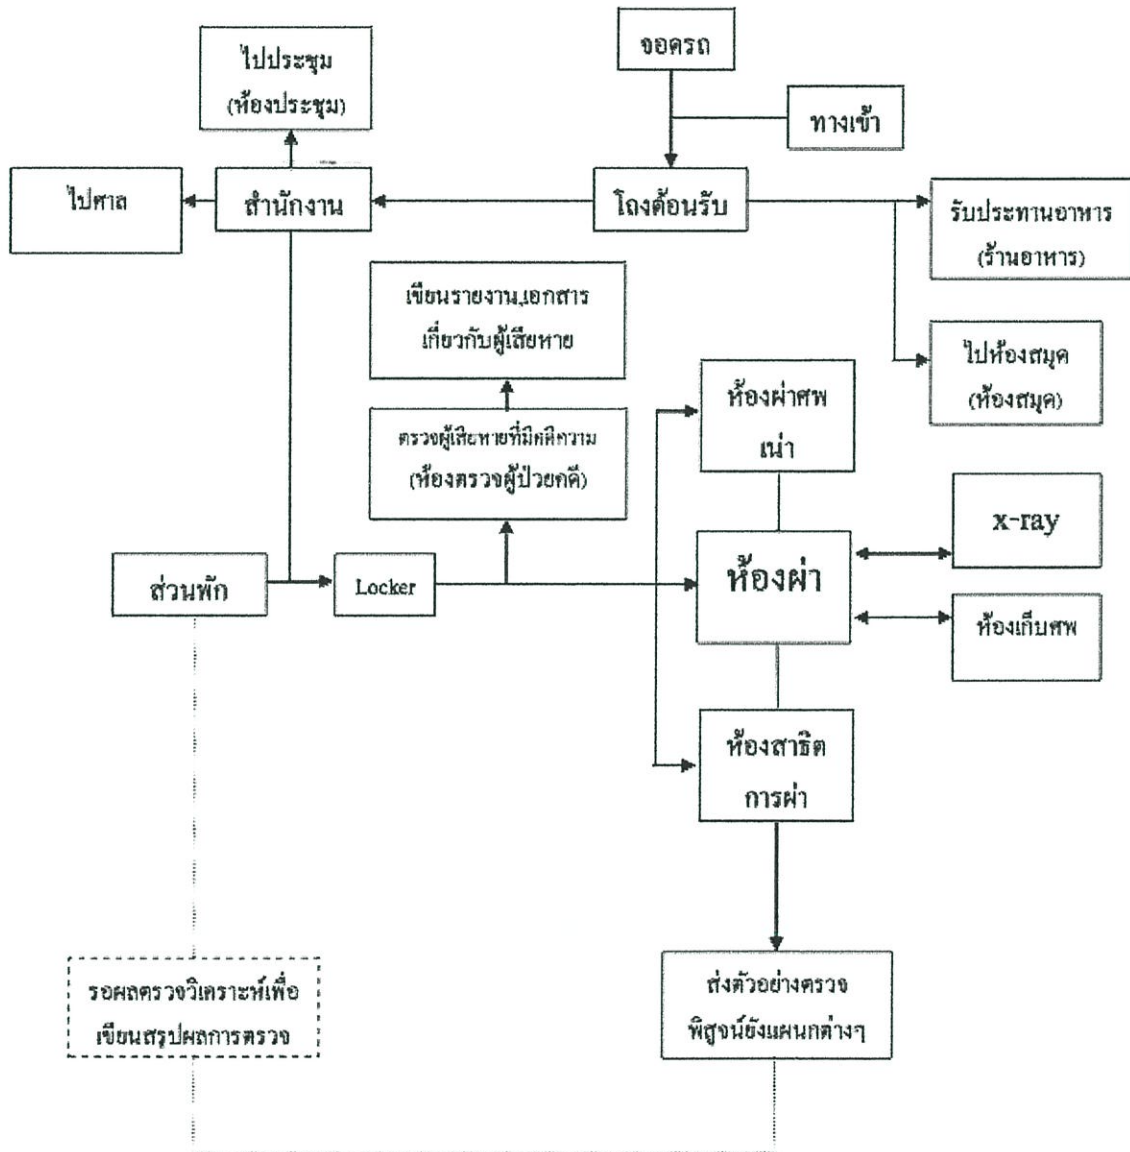 ไปประชุม
(ห้องประชุม)
จอดรถ
ทางเข้า
ไปศาล
สำนักงาน
โถงต้อนรับ
รับประทานอาหาร
(ร้านอาหาร)
เขียนรายงาน,เอกสาร
เกี่ยวกับผู้เสียหาย
ไปห้องสมุด
(ห้องสมุด)
ห้องผ่าศพ
เน่า
ตรวจผู้เสียหายที่มีคดีความ
(ห้องตรวจผู้ป่วยคดี)
x-ray
ส่วนพัก
Locker
ห้องผ่า
ห้องเก็บศพ
ห้องสาธิต
การผ่า
รอผลตรวจวิเคราะห์เพื่อ
เขียนสรุปผลการตรวจ
ส่งตัวอย่างตรวจ
พิสูจน์ยังแผนกต่างๆ